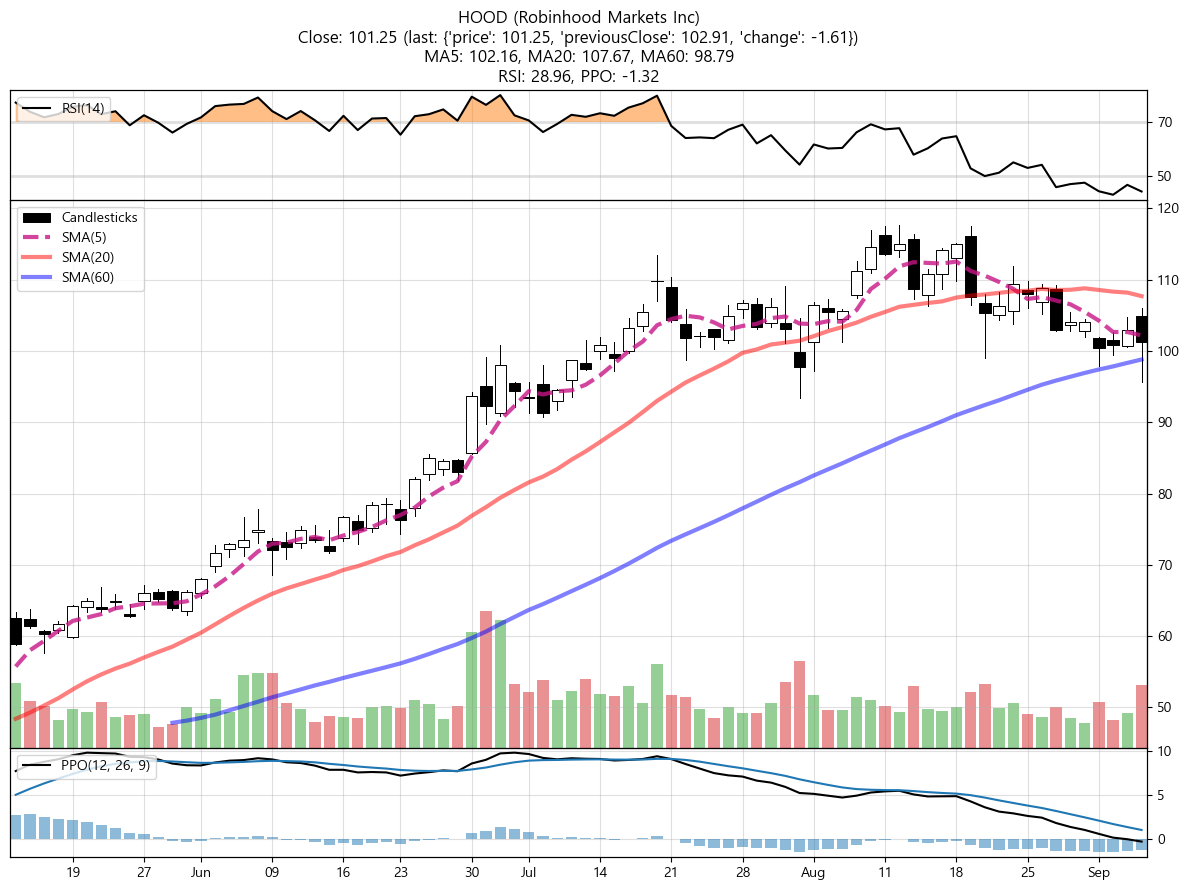 HOOD (Robinhood Markets Inc)
Close: 101.25 (last: {'price': 101.25, 'previousClose': 102.91, 'change': -1.61})
MA5: 102.16, MA20: 107.67, MA60: 98.79
RSI: 28.96, PPO: -1.32
RSI(14)
70
50
Candlesticks
SMA(5)
SMA(20)
SMA(60)
120
110
100
90
80
70
60
50
PPO(12, 26, 9)
10
5
0
19 27 Jun 09 16 23 30 Jul 14 21 28 Aug 11 18 25 Sep